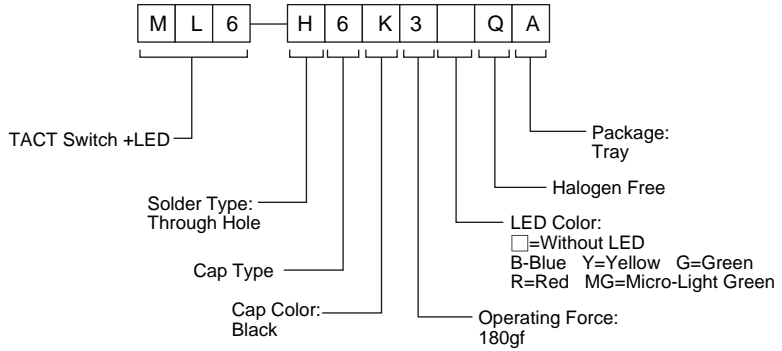 M L 6 H 6 K 3 Q A
TACT Switch +LED
Package:
Tray
Halogen Free
Solder Type:
Through Hole
LED Color:
□=Without LED
B-Blue Y=Yellow G=Green
R=Red MG=Micro-Light Green
Cap Type
Cap Color:
Black
Operating Force:
180gf